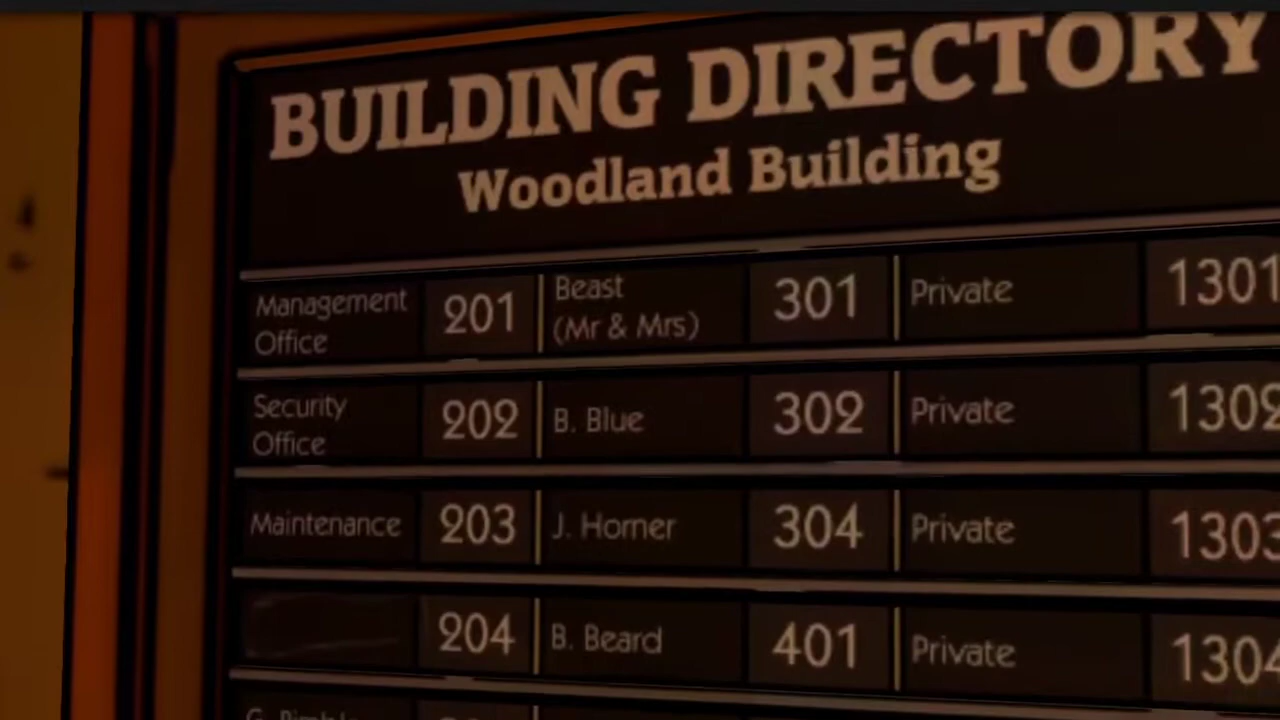 BUILDING DIRECTORY
Woodland Building
Management Office 201 Beast (Mr & Mrs) 301 Private 1301
Security Office 202 B. Blue 302 Private 1302
Maintenance 203 J. Horner 304 Private 1303
204 B. Beard 401 Private 1304